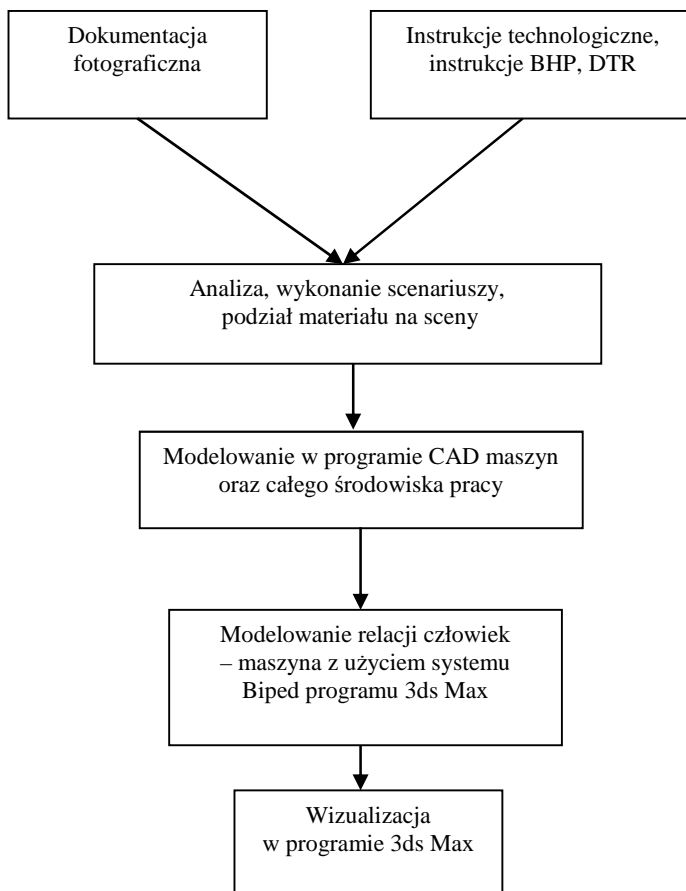 Dokumentacja
fotograficzna
Instrukcje technologiczne,
instrukcje BHP, DTR
Analiza, wykonanie scenariuszy,
podział materiału na sceny
Modelowanie w programie CAD maszyn
oraz całego środowiska pracy
Modelowanie relacji człowiek
– maszyna z użyciem systemu
Biped programu 3ds Max
Wizualizacja
w programie 3ds Max